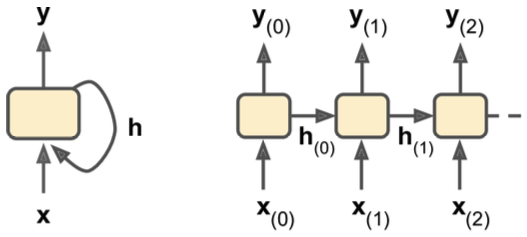 y
h
x
y(0) y(1) y(2)
h(0) h(1)
x(0) x(1) x(2)